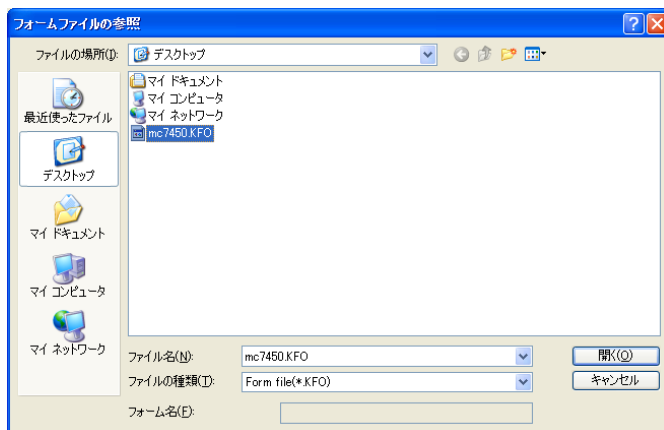 フォームファイルの参照
ファイルの場所(I):
デスクトップ
最近使ったファイル
デスクトップ
マイ ドキュメント
マイ コンピュータ
マイ ネットワーク
マイ ドキュメント
マイ コンピュータ
マイ ネットワーク
mc7450.KFO
ファイル名(N):
mc7450.KFO
開く(O)
ファイルの種類(T):
Form file(*.KFO)
キャンセル
フォーム名(F):